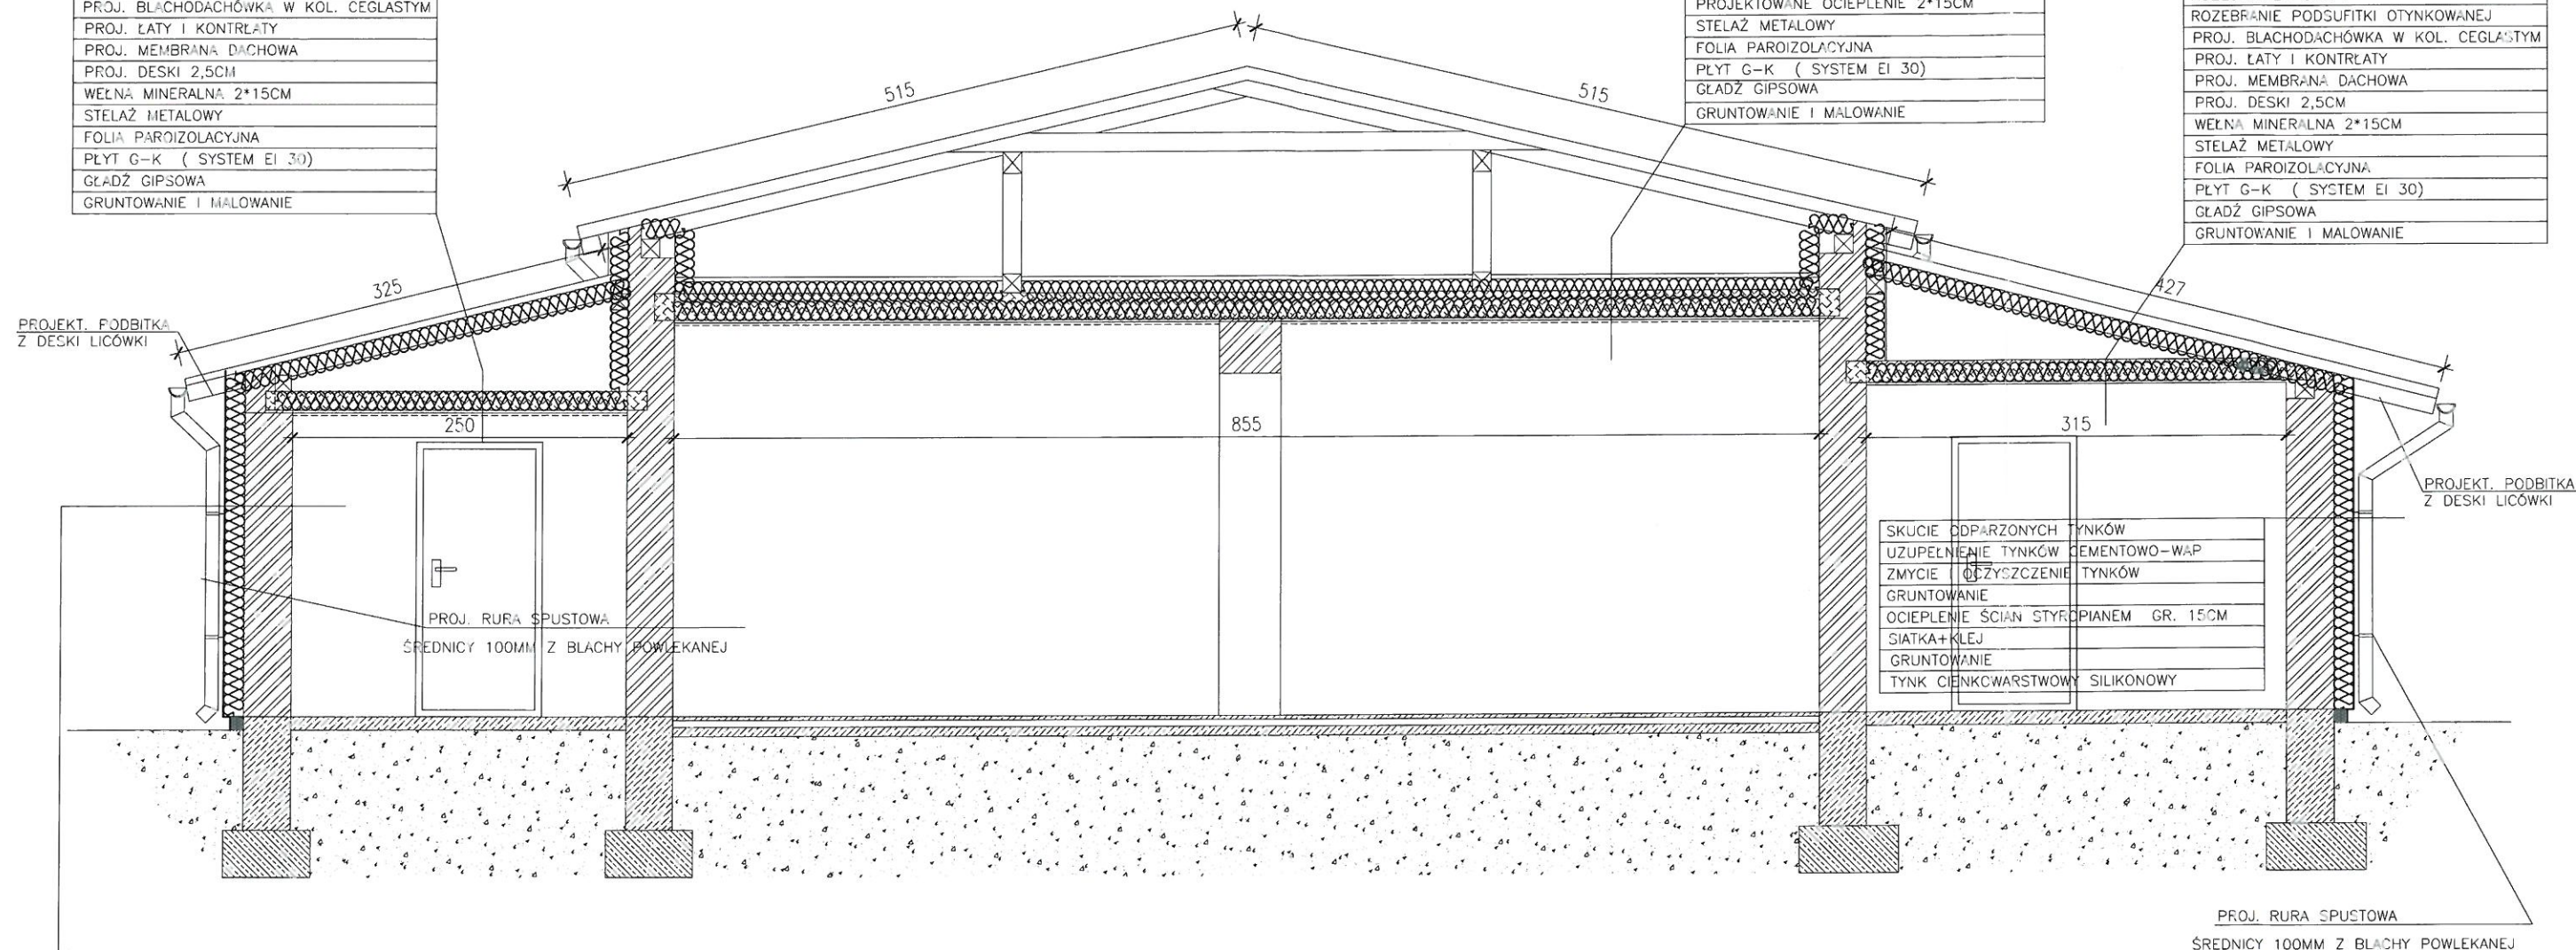 PROJ. BLACHODACHÓWKA W KOL. CEGLASTYM
PROJ. ŁATY I KONTRŁATY
PROJ. MEMBRANA DACHOWA
PROJ. DESKI 2,5CM
WEŁNA MINERALNA 2*15CM
STELAŻ METALOWY
FOLIA PAROIZOLACYJNA
PŁYT G-K ( SYSTEM EI 30)
GŁADŹ GIPSOWA
GRUNTOWANIE I MALOWANIE
PROJEKTOWANE OCIEPLENIE 2*15CM
STELAŻ METALOWY
FOLIA PAROIZOLACYJNA
PŁYT G-K ( SYSTEM EI 30)
GŁADŹ GIPSOWA
GRUNTOWANIE I MALOWANIE
ROZEBRANIE PODSUFITKI OTYNKOWANEJ
PROJ. BLACHODACHÓWKA W KOL. CEGLASTYM
PROJ. ŁATY I KONTRŁATY
PROJ. MEMBRANA DACHOWA
PROJ. DESKI 2,5CM
WEŁNA MINERALNA 2*15CM
STELAŻ METALOWY
FOLIA PAROIZOLACYJNA
PŁYT G-K ( SYSTEM EI 30)
GŁADŹ GIPSOWA
GRUNTOWANIE I MALOWANIE
515
515
325
427
PROJEKT. PODBITKA
Z DESKI LICÓWKI
250
855
315
PROJEKT. PODBITKA
Z DESKI LICÓWKI
SKUCIE ODPARZONYCH TYNKÓW
UZUPEŁNIENIE TYNKÓW CEMENTOWO-WAP
ZMYCIE I OCZYSZCZENIE TYNKÓW
GRUNTOWANIE
OCIEPLENIE ŚCIAN STYROPIANEM GR. 15CM
SIATKA+KLEJ
GRUNTOWANIE
TYNK CIENKOWARSTWOWY SILIKONOWY
PROJ. RURA SPUSTOWA
ŚREDNICY 100MM Z BLACHY POWLEKANEJ
PROJ. RURA SPUSTOWA
ŚREDNICY 100MM Z BLACHY POWLEKANEJ